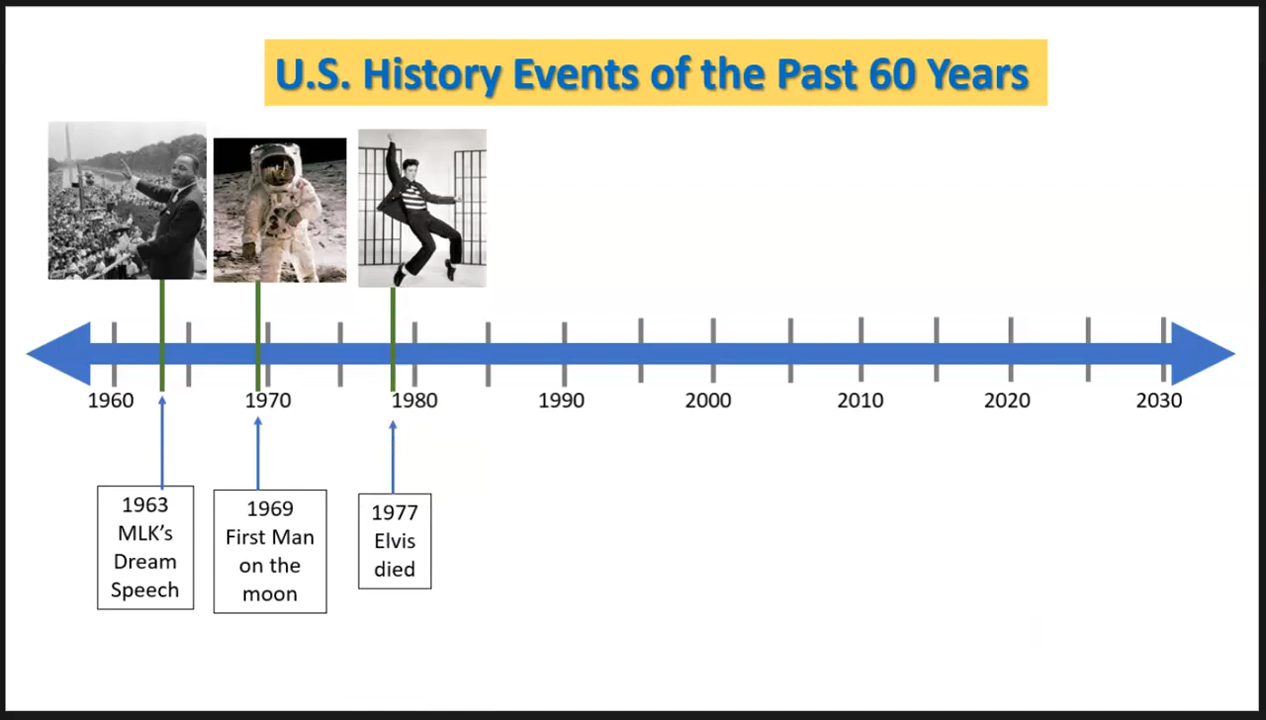 U.S. History Events of the Past 60 Years
1960 1970 1980 1990 2000 2010 2020 2030
1963
MLK’s
Dream
Speech
1969
First Man
on the
moon
1977
Elvis
died